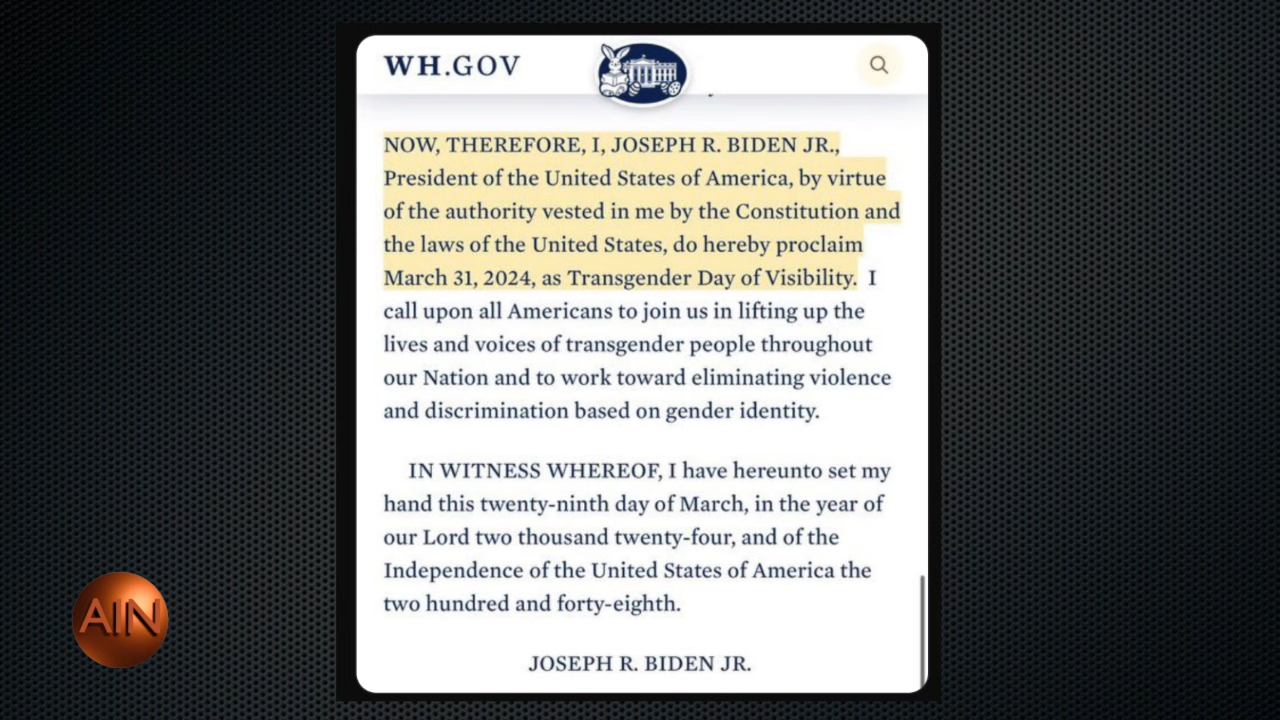 WH.GOV
NOW, THEREFORE, I, JOSEPH R. BIDEN JR.,
President of the United States of America, by virtue
of the authority vested in me by the Constitution and
the laws of the United States, do hereby proclaim
March 31, 2024, as Transgender Day of Visibility. I
call upon all Americans to join us in lifting up the
lives and voices of transgender people throughout
our Nation and to work toward eliminating violence
and discrimination based on gender identity.
IN WITNESS WHEREOF, I have hereunto set my
hand this twenty-ninth day of March, in the year of
our Lord two thousand twenty-four, and of the
Independence of the United States of America the
two hundred and forty-eighth.
JOSEPH R. BIDEN JR.
AIN